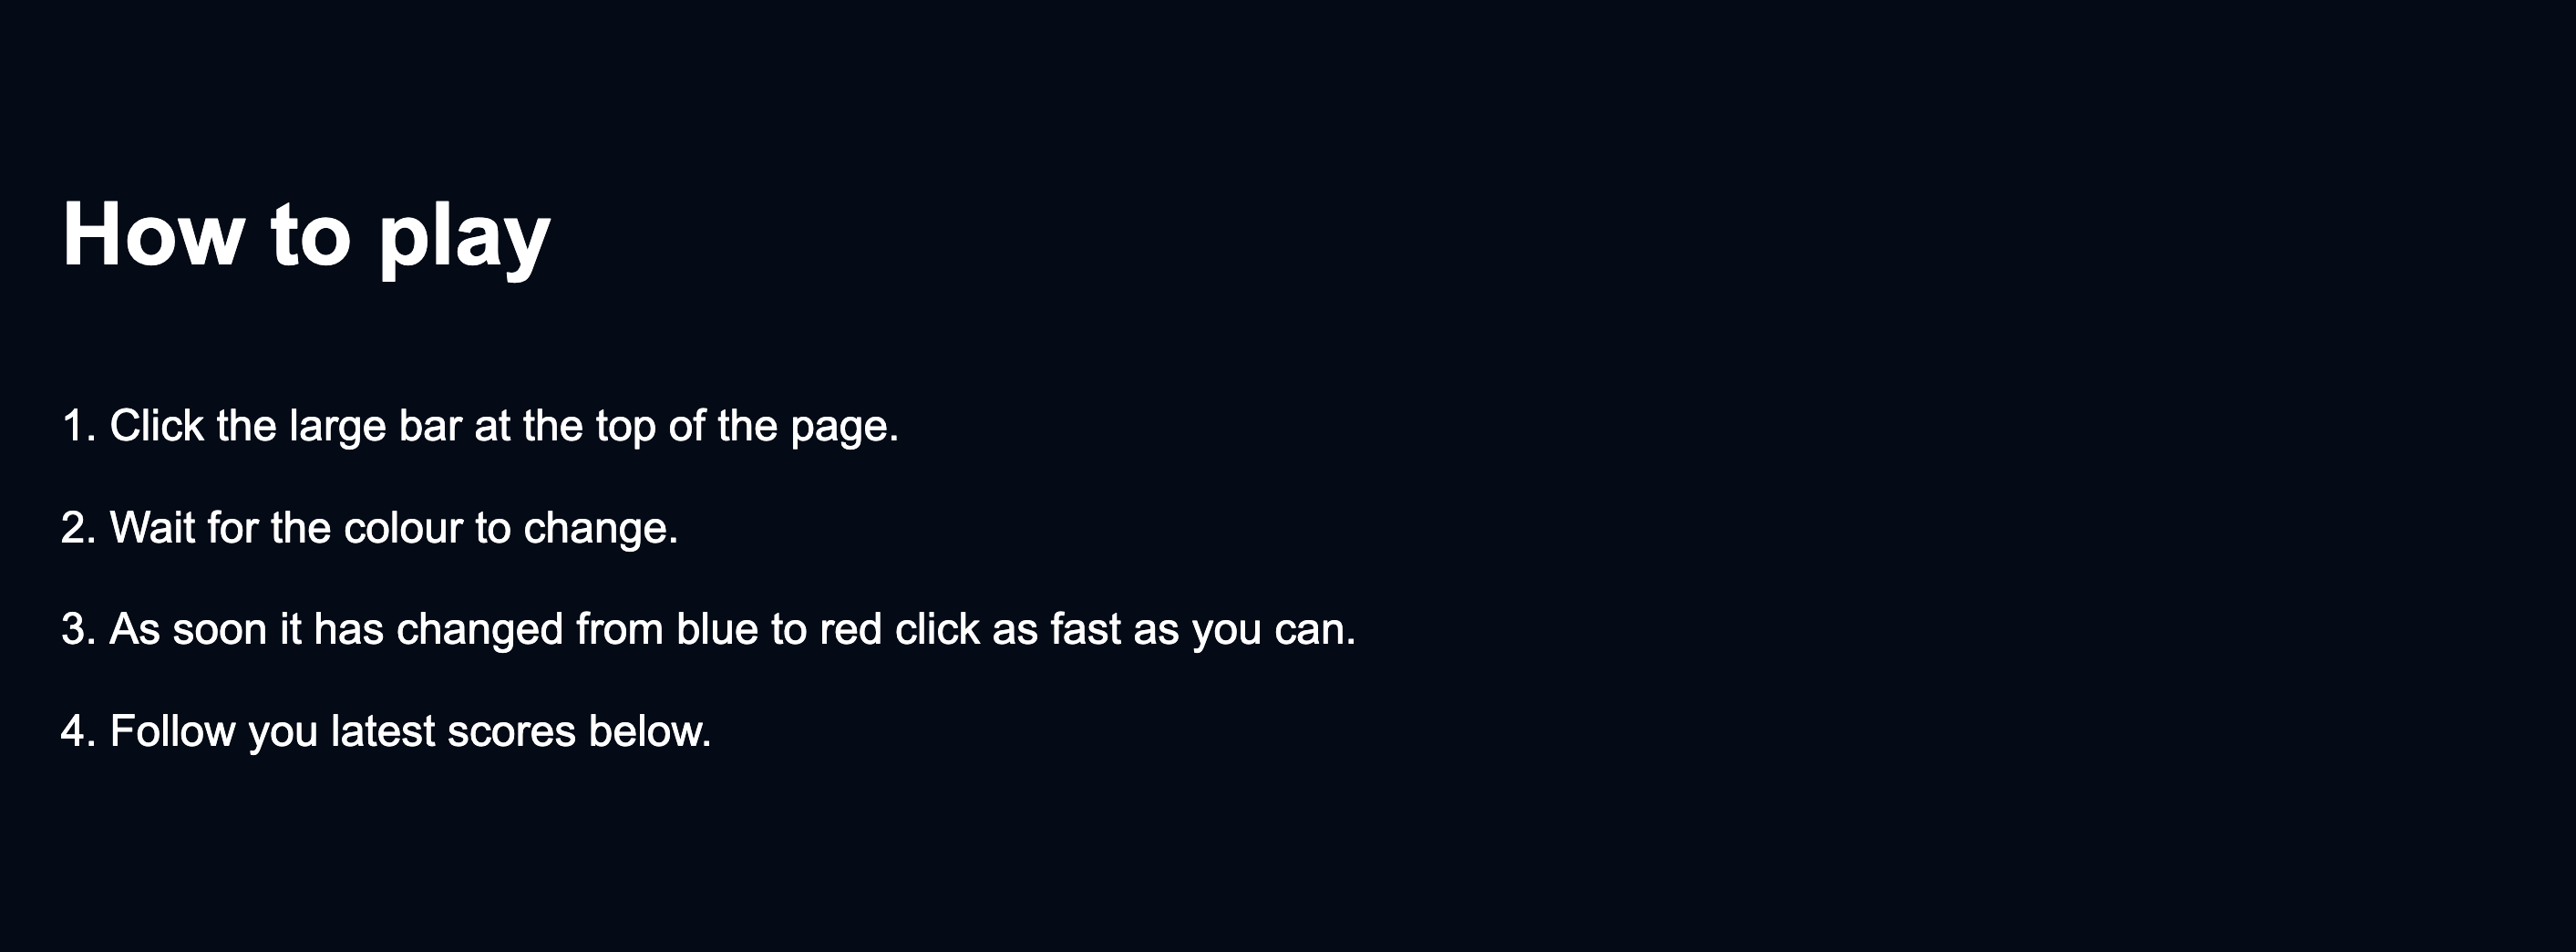 How to play
1. Click the large bar at the top of the page.
2. Wait for the colour to change.
3. As soon it has changed from blue to red click as fast as you can.
4. Follow you latest scores below.